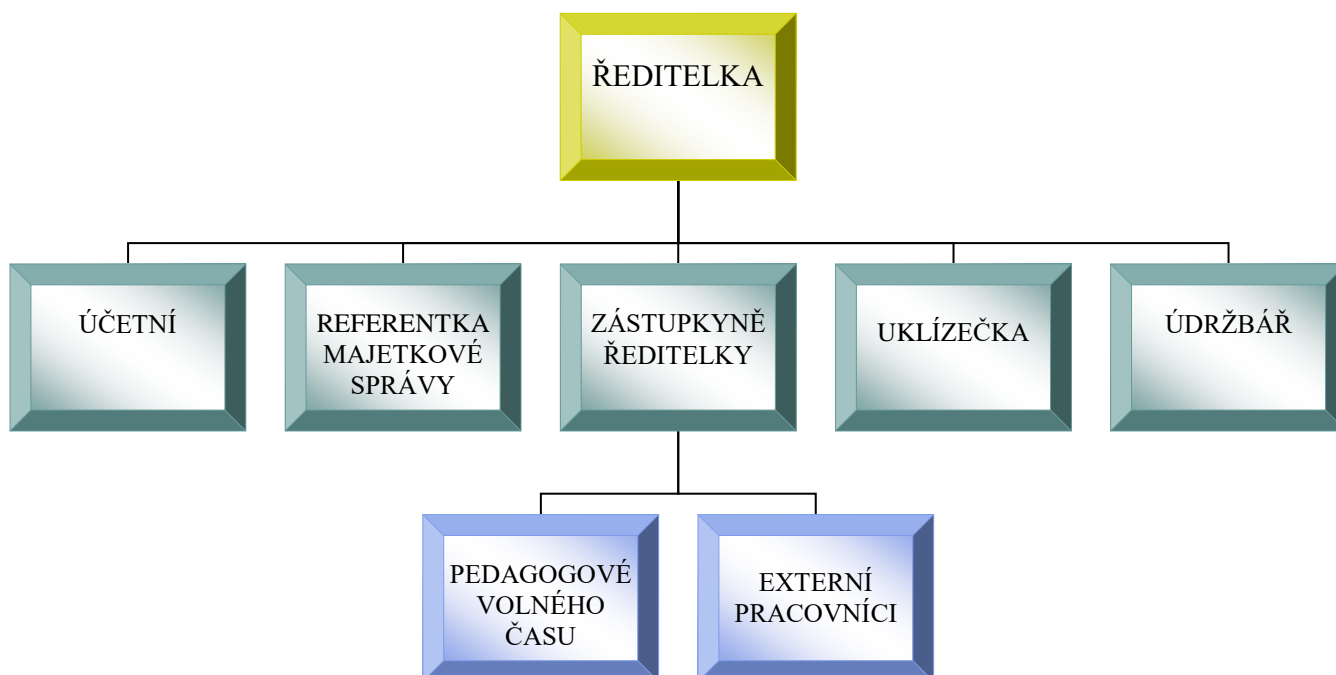 ŘEDITELKA
ÚČETNÍ
REFERENTKA
MAJETKOVÉ
SPRÁVY
ZÁSTUPKYNĚ
ŘEDITELKY
UKLÍZEČKA
ÚDRŽBÁŘ
PEDAGOGOVÉ
VOLNÉHO
ČASU
EXTERNÍ
PRACOVNÍCI